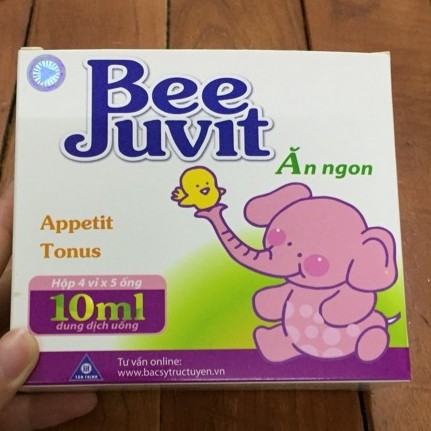 Bee
Juvit
Ăn ngon
Appetit
Tonus
Hộp 4 vỉ x 5 ống
10ml
dung dịch uống
Tư vấn online:
www.bacsytructuyen.vn